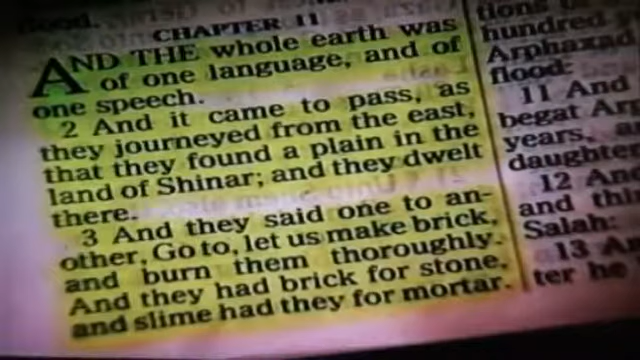 flood.
CHAPTER 11
AND THE whole earth was
of one language, and of
one speech.
2 And it came to pass, as
they journeyed from the east,
that they found a plain in the
land of Shinar; and they dwelt
there.
3 And they said one to an-
other, Go to, let us make brick,
and burn them thoroughly.
And they had brick for stone,
and slime had they for mortar.
tions
hundred
Arphaxad
flood:
11 And
begat
years,
daughter
12 And
and
Salah:
13
ter he